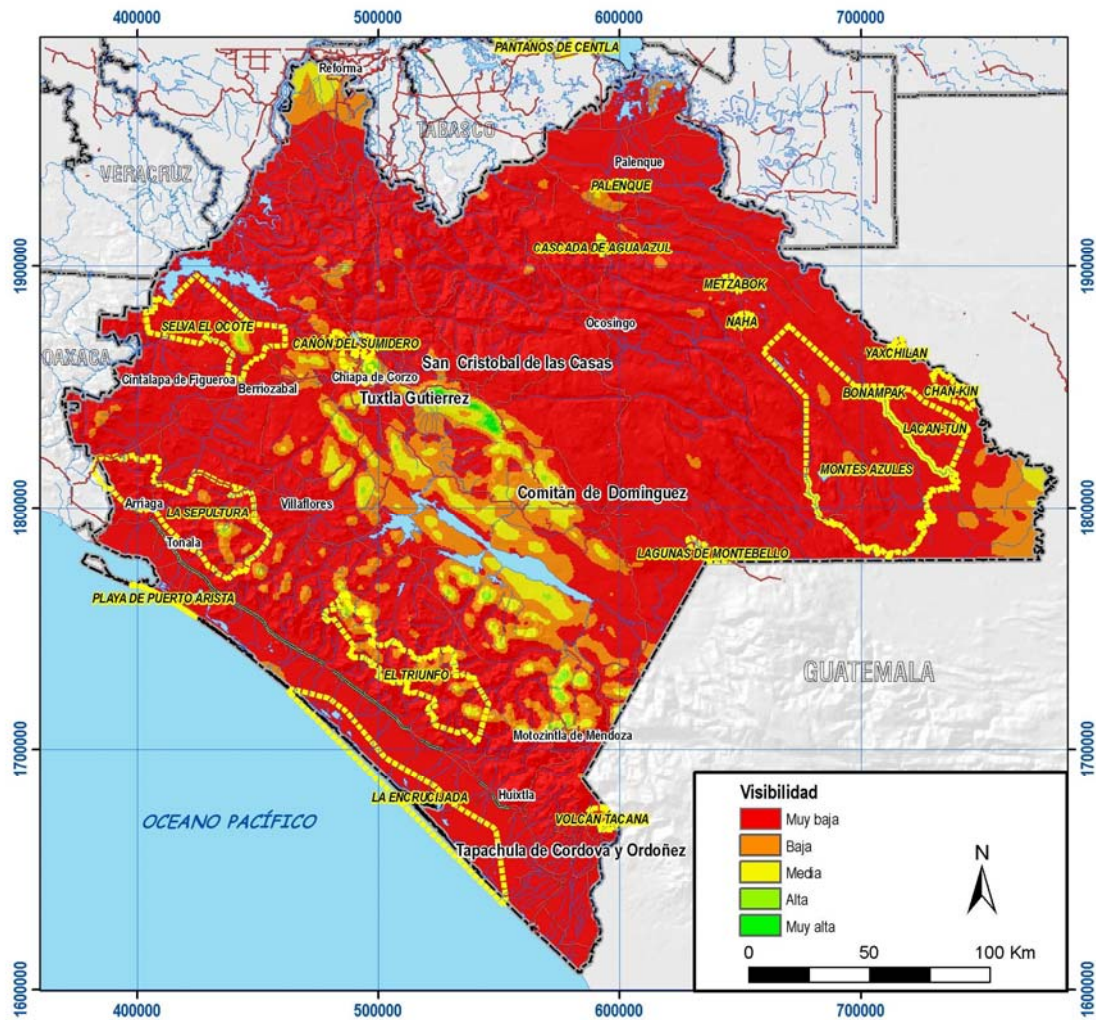 400000
500000
600000
700000
PANTANOS DE CENTLA
Reforma
TABASCO
VERACRUZ
Palenque
PALENQUE
CASCADA DE AGUA AZUL
1900000
1900000
METZABOK
NAHA
Ocosingo
SELVA EL OCOTE
CAÑÓN DEL SUMIDERO
YAXCHILAN
OAXACA
San Cristobal de las Casas
Cintalapa de Figueroa
Chiapa de Corzo
Berriozabal
BONAMPAK
CHAN-KIN
Tuxtla Gutierrez
LACAN-TUN
MONTES AZULES
Comitán de Dominguez
1800000
1800000
Arriaga
Villaflores
LA SEPULTURA
Tonala
LAGUNAS DE MONTEBELLO
PLAYA DE PUERTO ARISTA
EL TRIUNFO
GUATEMALA
Motozintla de Mendoza
1700000
1700000
LA ENCRUCIJADA
Huixtla
OCEANO PACÍFICO
VOLCÁN TACANA
Tapachula de Cordova y Ordoñez
Visibilidad
Muy baja
Baja
Media
Alta
Muy alta
N
0 50 100 Km
1600000
1600000
400000
500000
600000
700000